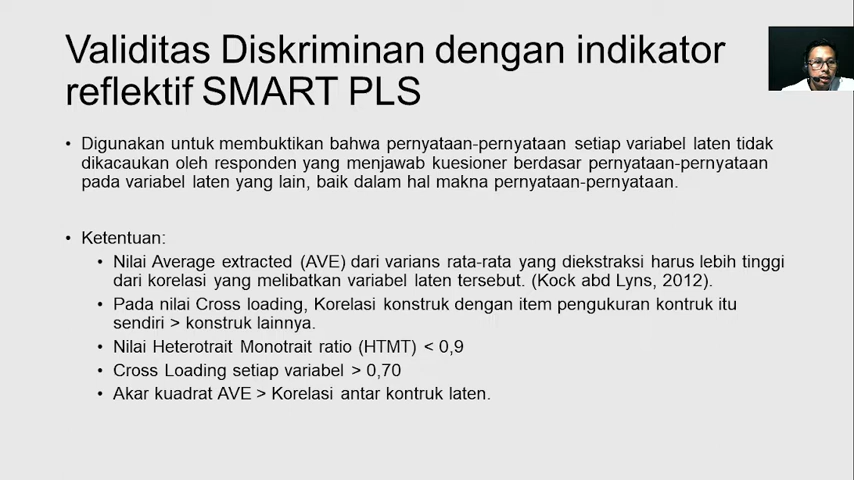 Validitas Diskriminan dengan indikator
reflektif SMART PLS
• Digunakan untuk membuktikan bahwa pernyataan-pernyataan setiap variabel laten tidak
dikacaukan oleh responden yang menjawab kuesioner berdasar pernyataan-pernyataan
pada variabel laten yang lain, baik dalam hal makna pernyataan-pernyataan.
• Ketentuan:
• Nilai Average extracted (AVE) dari varians rata-rata yang diekstraksi harus lebih tinggi
dari korelasi yang melibatkan variabel laten tersebut. (Kock abd Lyns, 2012).
• Pada nilai Cross loading, Korelasi konstruk dengan item pengukuran kontruk itu
sendiri > konstruk lainnya.
• Nilai Heterotrait Monotrait ratio (HTMT) < 0,9
• Cross Loading setiap variabel > 0,70
• Akar kuadrat AVE > Korelasi antar kontruk laten.